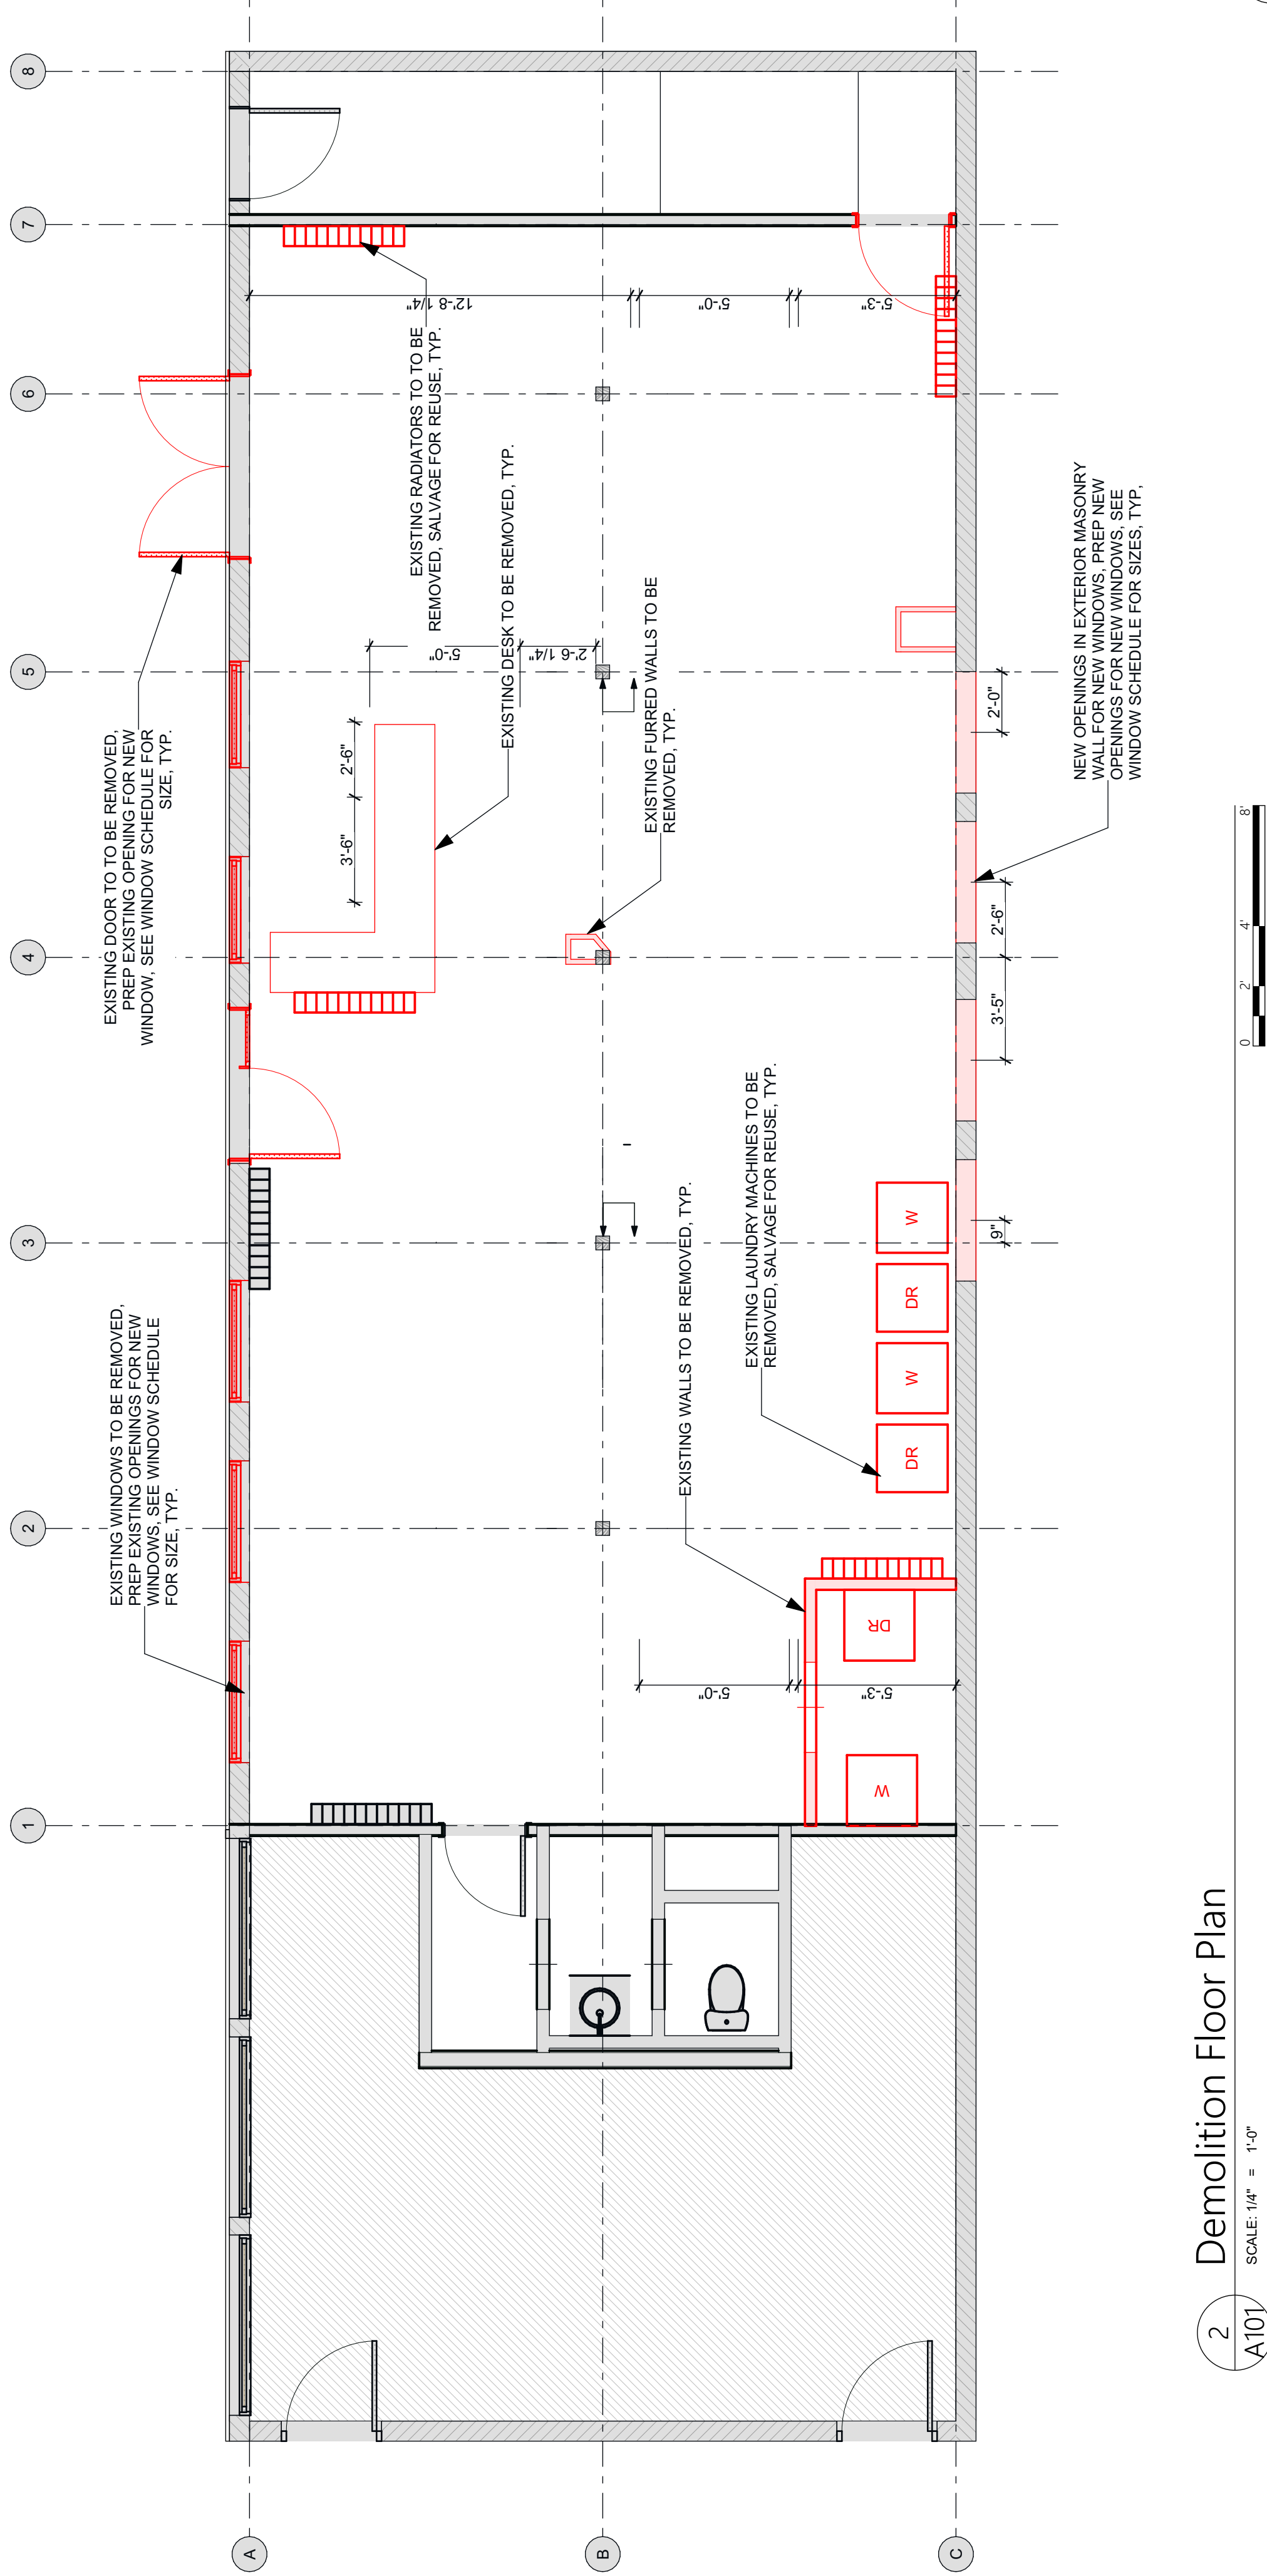 1
2
3
4
5
6
7
8
A
B
C
EXISTING WINDOWS TO BE REMOVED,
PREP EXISTING OPENINGS FOR NEW
WINDOWS, SEE WINDOW SCHEDULE
FOR SIZE, TYP.
EXISTING DOOR TO TO BE REMOVED,
PREP EXISTING OPENING FOR NEW
WINDOW, SEE WINDOW SCHEDULE FOR
SIZE, TYP.
3'-6"
2'-6"
5'-0"
2'-6 1/4"
EXISTING RADIATORS TO TO BE
REMOVED, SALVAGE FOR REUSE, TYP.
12'-8 1/4"
5'-0"
5'-3"
EXISTING DESK TO BE REMOVED, TYP.
EXISTING FURRED WALLS TO BE
REMOVED, TYP.
EXISTING WALLS TO BE REMOVED, TYP.
EXISTING LAUNDRY MACHINES TO BE
REMOVED, SALVAGE FOR REUSE, TYP.
5'-0"
5'-3"
W
DR
DR
W
DR
W
9"
3'-5"
2'-6"
2'-0"
NEW OPENINGS IN EXTERIOR MASONRY
WALL FOR NEW WINDOWS, PREP NEW
OPENINGS FOR NEW WINDOWS, SEE
WINDOW SCHEDULE FOR SIZES, TYP,
2
A101
Demolition Floor Plan
SCALE: 1/4" = 1'-0"
0 2' 4' 8'